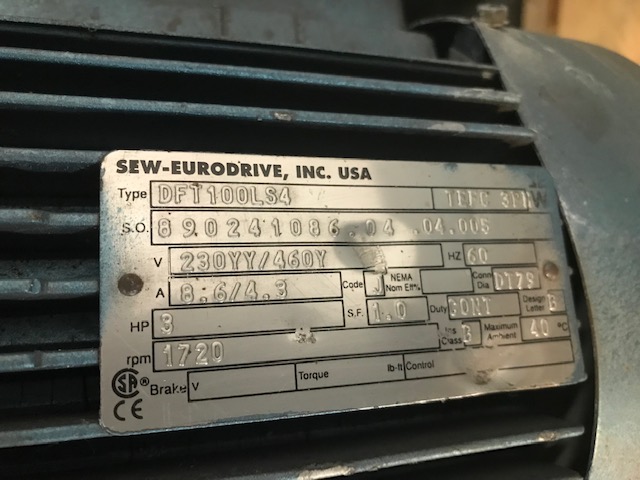 SEW-EURODRIVE, INC. USA
Type DFT100LS4 TEFC 3PH
S.O. 890241086.04 .04.005
V 230YY/460Y HZ 60
A 8.6/4.3 Code NEMA Nom Eff% Conn Dia DT79
HP 3 S.F. 1.0 Duty CONT Design Letter B
rpm 1720 Ins Class B Maximum Ambient 40 °C
Brake V Torque lb-ft Control
SA ®
CE